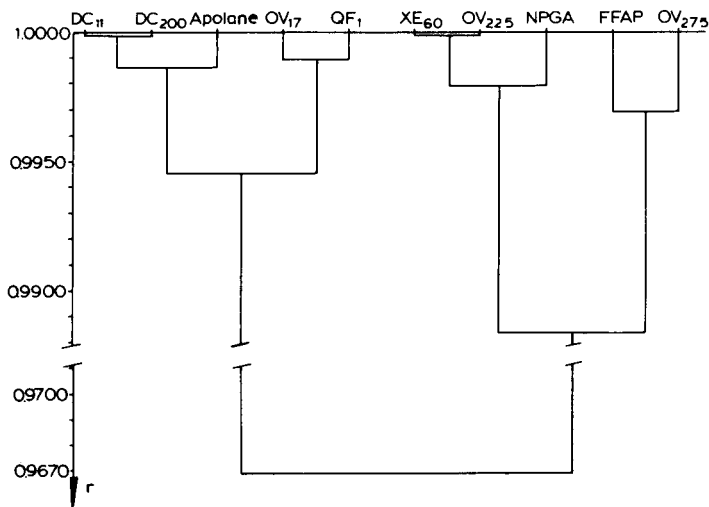 DC₁₁ DC₂₀₀ Apolane OV₁₇ QF₁ XE₆₀ OV₂₂₅ NPGA FFAP OV₂₇₅
1.0000
0.9950
0.9900
0.9700
0.9670
r